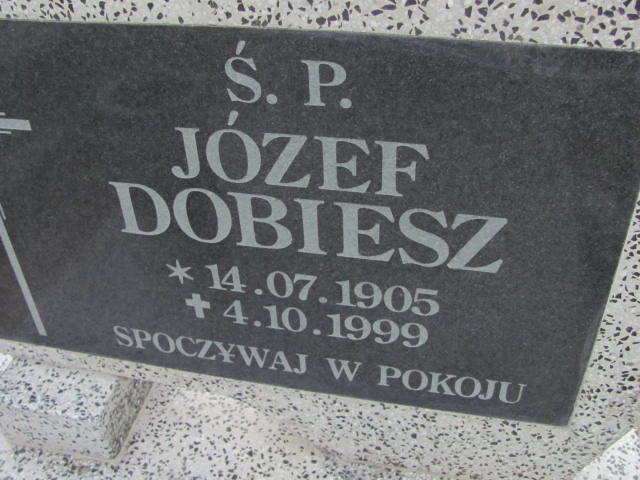 Ś. P.
JÓZEF
DOBIESZ
* 14.07.1905
✝ 4.10.1999
SPOCZYWAJ W POKOJU